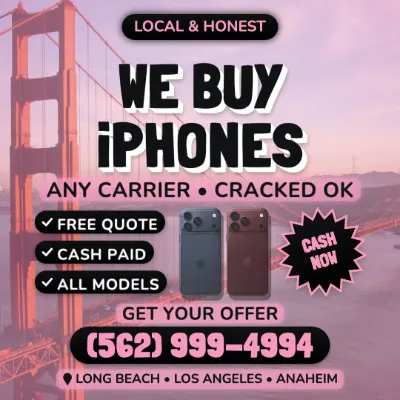 LOCAL & HONEST
WE BUY
iPHONES
ANY CARRIER • CRACKED OK
✓ FREE QUOTE
✓ CASH PAID
✓ ALL MODELS
CASH
NOW
GET YOUR OFFER
(562) 999-4994
LONG BEACH • LOS ANGELES • ANAHEIM